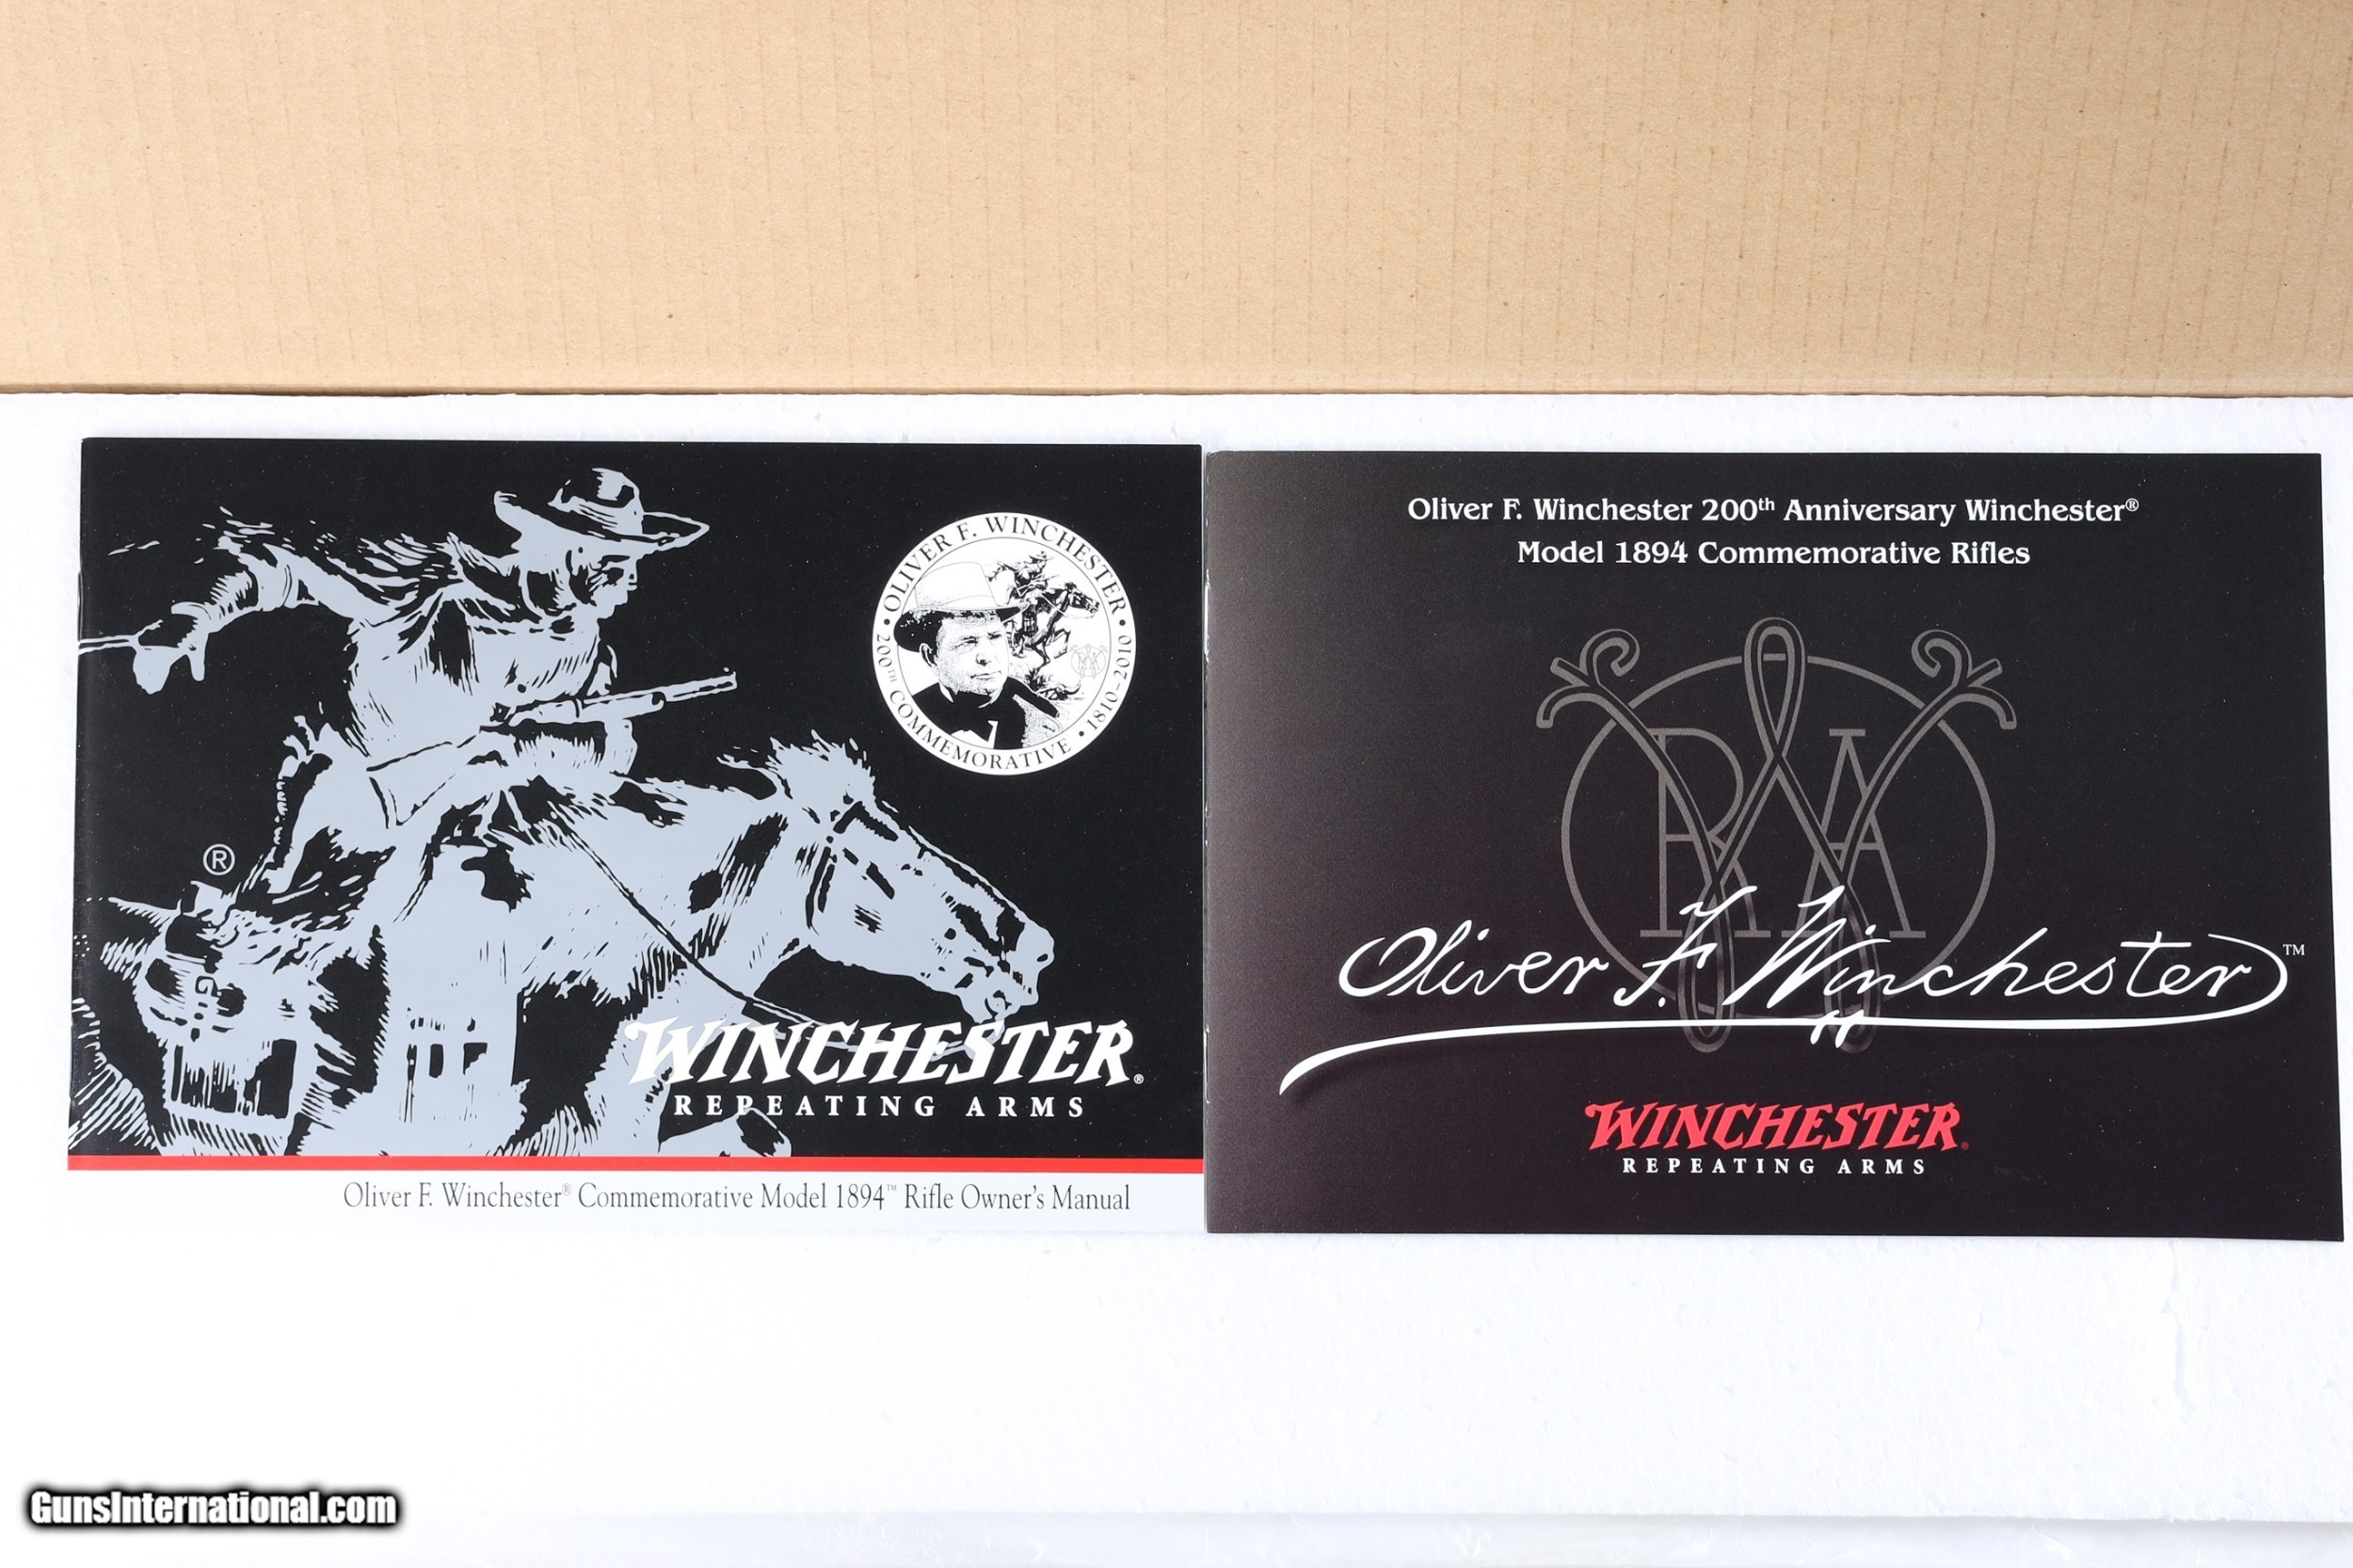 OLIVER F. WINCHESTER • 1810-2010 • 200TH COMMEMORATIVE •
®
WINCHESTER®
REPEATING ARMS
Oliver F. Winchester® Commemorative Model 1894™ Rifle Owner's Manual
Oliver F. Winchester 200th Anniversary Winchester®
Model 1894 Commemorative Rifles
WRA
Oliver F. Winchester™
WINCHESTER®
REPEATING ARMS
GunsInternational.com